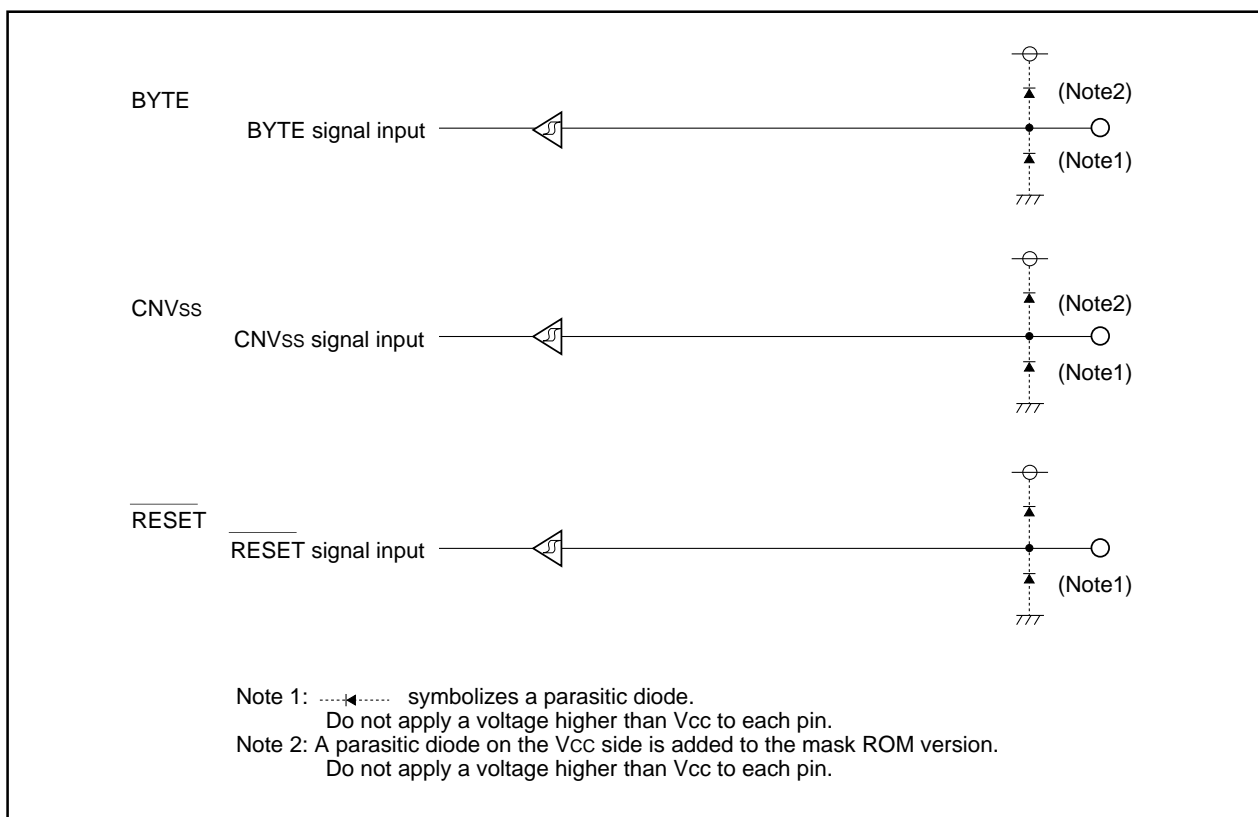 BYTE
(Note2)
BYTE signal input
(Note1)
CNVss
(Note2)
CNVss signal input
(Note1)
RESET
RESET signal input
(Note1)
Note 1: symbolizes a parasitic diode.
Do not apply a voltage higher than Vcc to each pin.
Note 2: A parasitic diode on the VCC side is added to the mask ROM version.
Do not apply a voltage higher than Vcc to each pin.